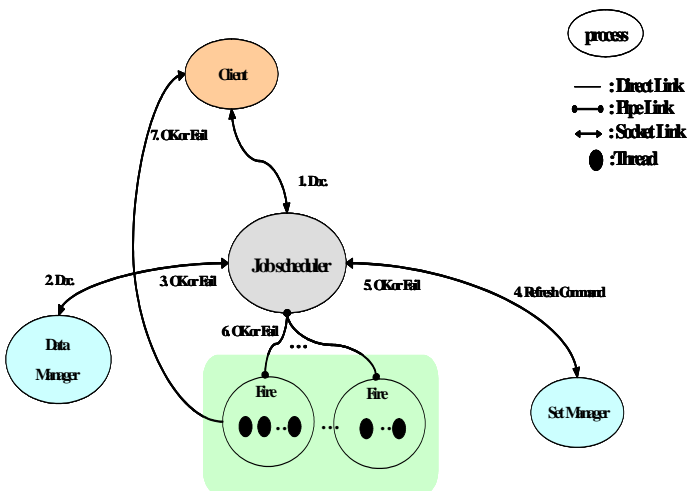 process
: Direct Link
: Pipe Link
: Socket Link
: Thread
Client
7. OK or Fail
1. Doc.
Job scheduler
2. Doc.
3. OK or Fail
5. OK or Fail
4. Refresh Command
6. OK or Fail
...
Data
Manager
Fire
Fire
..
...
..
Set Manager